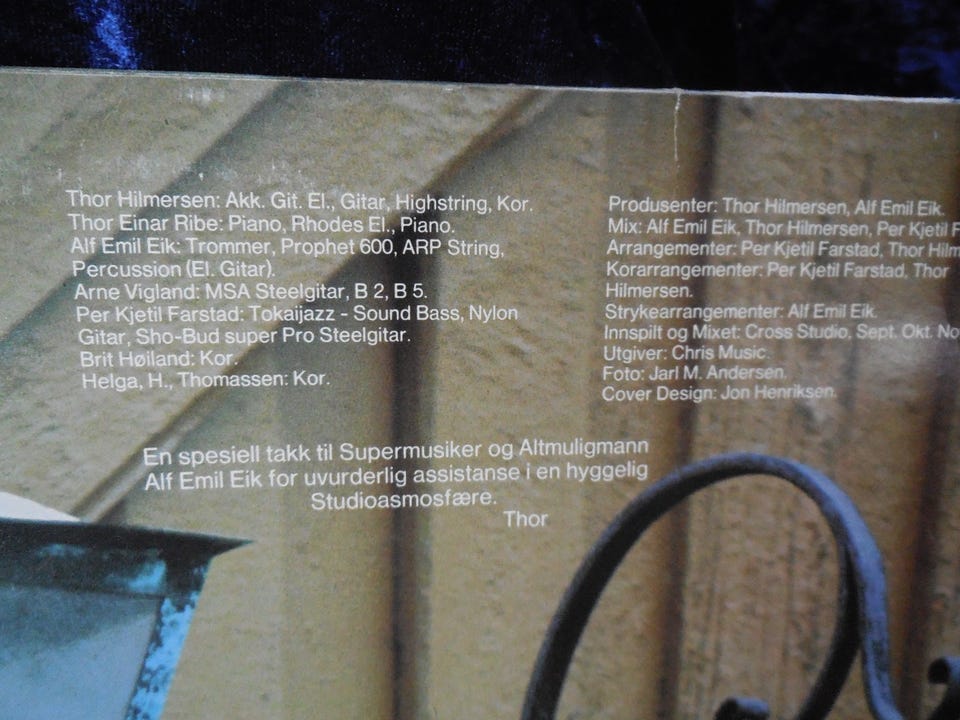 Thor Hilmersen: Akk. Git. El., Gitar, Highstring, Kor.
Thor Einar Ribe: Piano, Rhodes El., Piano.
Alf Emil Eik: Trommer, Prophet 600, ARP String,
Percussion (El. Gitar).
Arne Vigland: MSA Steelgitar, B 2, B 5.
Per Kjetil Farstad: Tokaijazz - Sound Bass, Nylon
Gitar, Sho-Bud super Pro Steelgitar.
Brit Høiland: Kor.
Helga, H., Thomassen: Kor.
Produsenter: Thor Hilmersen, Alf Emil Eik.
Mix: Alf Emil Eik, Thor Hilmersen, Per Kjetil F
Arrangementer: Per Kjetil Farstad, Thor Hilm
Korarrangementer: Per Kjetil Farstad, Thor
Hilmersen.
Strykearrangementer: Alf Emil Eik.
Innspilt og Mixet: Cross Studio, Sept. Okt. No
Utgiver: Chris Music.
Foto: Jarl M. Andersen.
Cover Design: Jon Henriksen.
En spesiell takk til Supermusiker og Altmuligmann
Alf Emil Eik for uvurderlig assistanse i en hyggelig
Studioasmosfære.
Thor